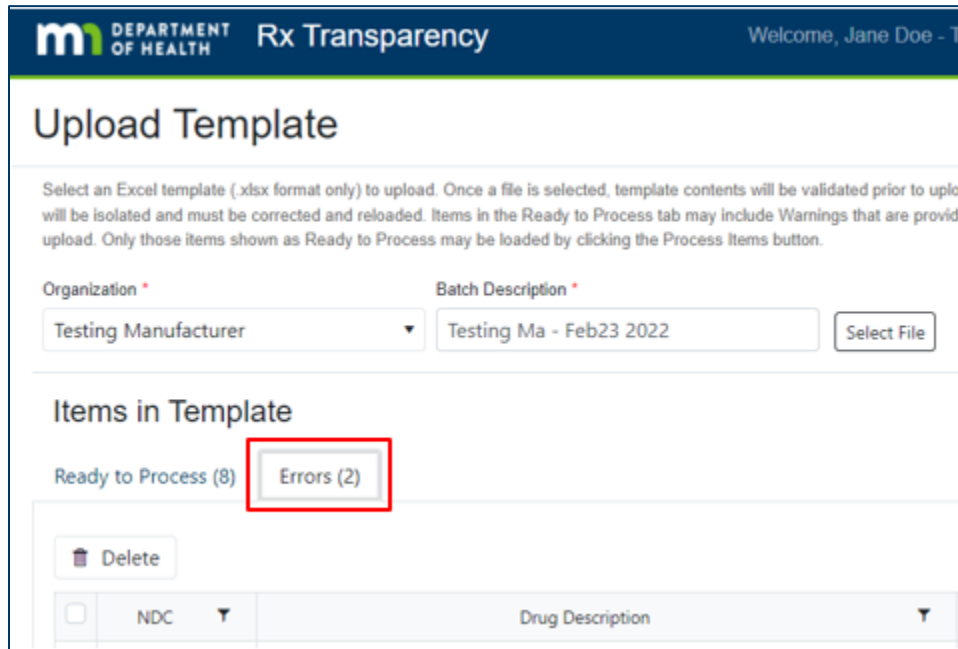 DEPARTMENT
OF HEALTH
Rx Transparency
Welcome, Jane Doe -
Upload Template
Select an Excel template (.xlsx format only) to upload. Once a file is selected, template contents will be validated prior to
will be isolated and must be corrected and reloaded. Items in the Ready to Process tab may include Warnings that are
upload. Only those items shown as Ready to Process may be loaded by clicking the Process Items button.
Organization *
Batch Description *
Testing Manufacturer
Testing Ma - Feb23 2022
Select File
Items in Template
Ready to Process (8)
Errors (2)
Delete
NDC
Drug Description